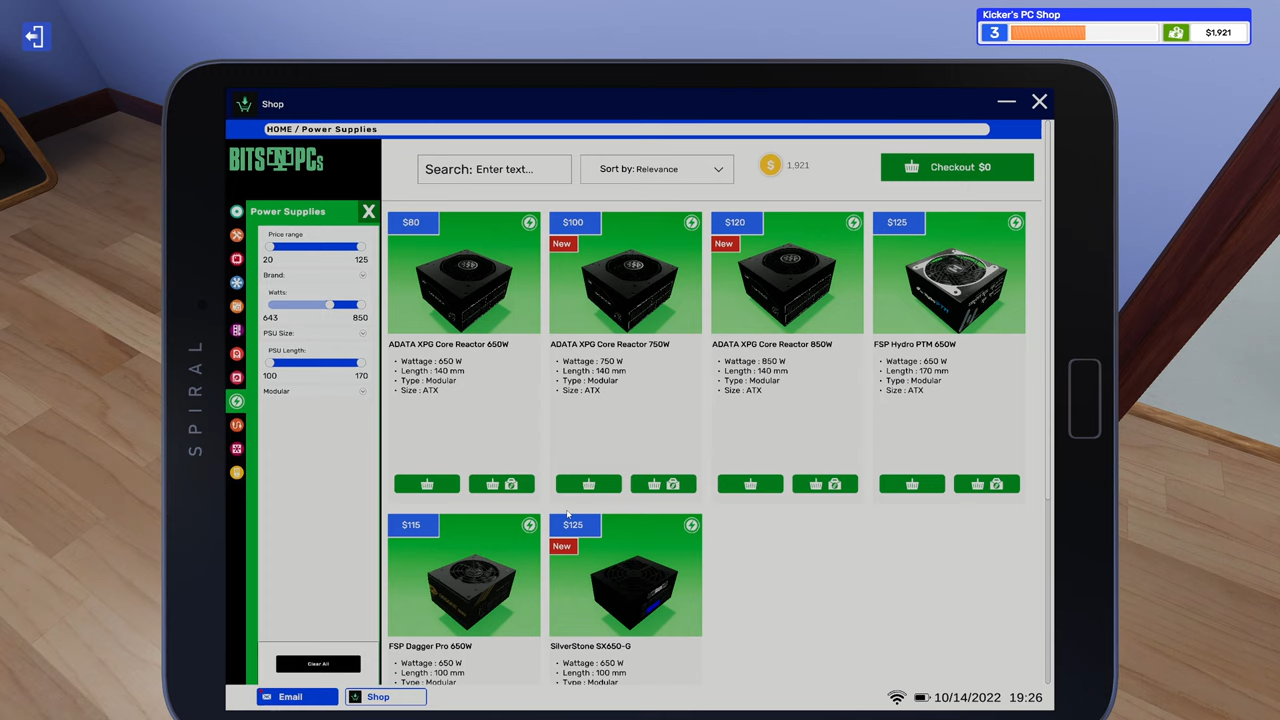 Kicker's PC Shop
3
$1,921
Shop
HOME / Power Supplies
BITS N PCs
Search: Enter text...
Sort by: Relevance
1,921
Checkout $0
Power Supplies
X
Price range
20
125
Brand:
Watts:
643
850
PSU Size:
PSU Length:
100
170
Modular
Clear All
$80
ADATA XPG Core Reactor 650W
• Wattage : 650 W
• Length : 140 mm
• Type : Modular
• Size : ATX
$100
New
ADATA XPG Core Reactor 750W
• Wattage : 750 W
• Length : 140 mm
• Type : Modular
• Size : ATX
$120
New
ADATA XPG Core Reactor 850W
• Wattage : 850 W
• Length : 140 mm
• Type : Modular
• Size : ATX
$125
FSP Hydro PTM 650W
• Wattage : 650 W
• Length : 170 mm
• Type : Modular
• Size : ATX
$115
FSP Dagger Pro 650W
• Wattage : 650 W
• Length : 100 mm
• Type : Modular
$125
New
SilverStone SX650-G
• Wattage : 650 W
• Length : 100 mm
• Type : Modular
SPIRAL
Email
Shop
10/14/2022 19:26